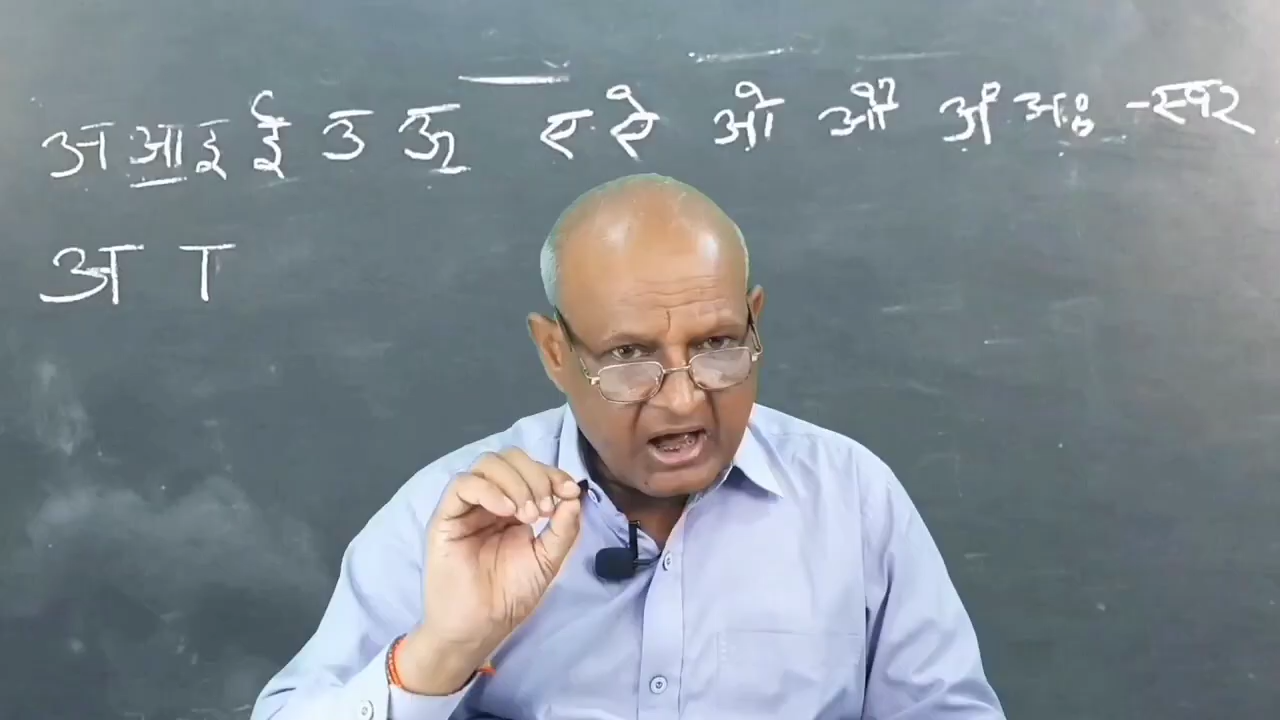 अ आ इ ई उ ऊ ए ऐ ओ औ अं अः - स्वर
अ ा